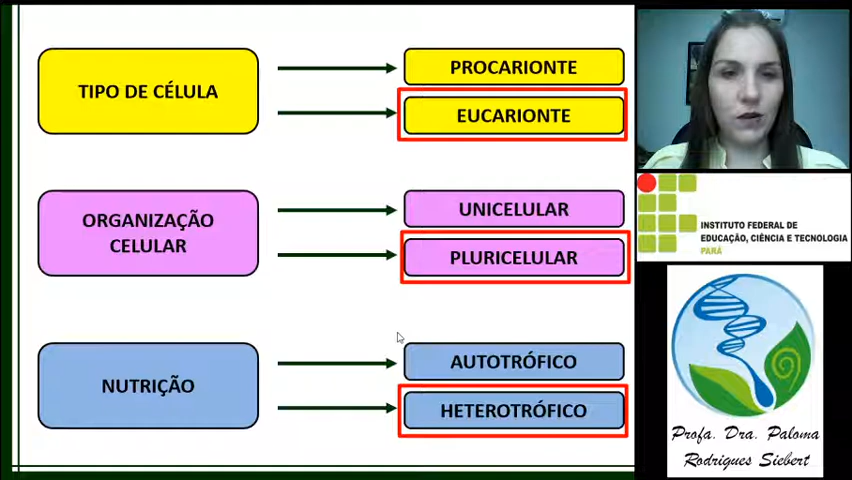 TIPO DE CÉLULA
PROCARIONTE
EUCARIONTE
ORGANIZAÇÃO
CELULAR
UNICELULAR
PLURICELULAR
NUTRIÇÃO
AUTOTRÓFICO
HETEROTRÓFICO
INSTITUTO FEDERAL DE
EDUCAÇÃO, CIÊNCIA E TECNOLOGIA
PARÁ
Profa. Dra. Paloma
Rodrigues Siebert